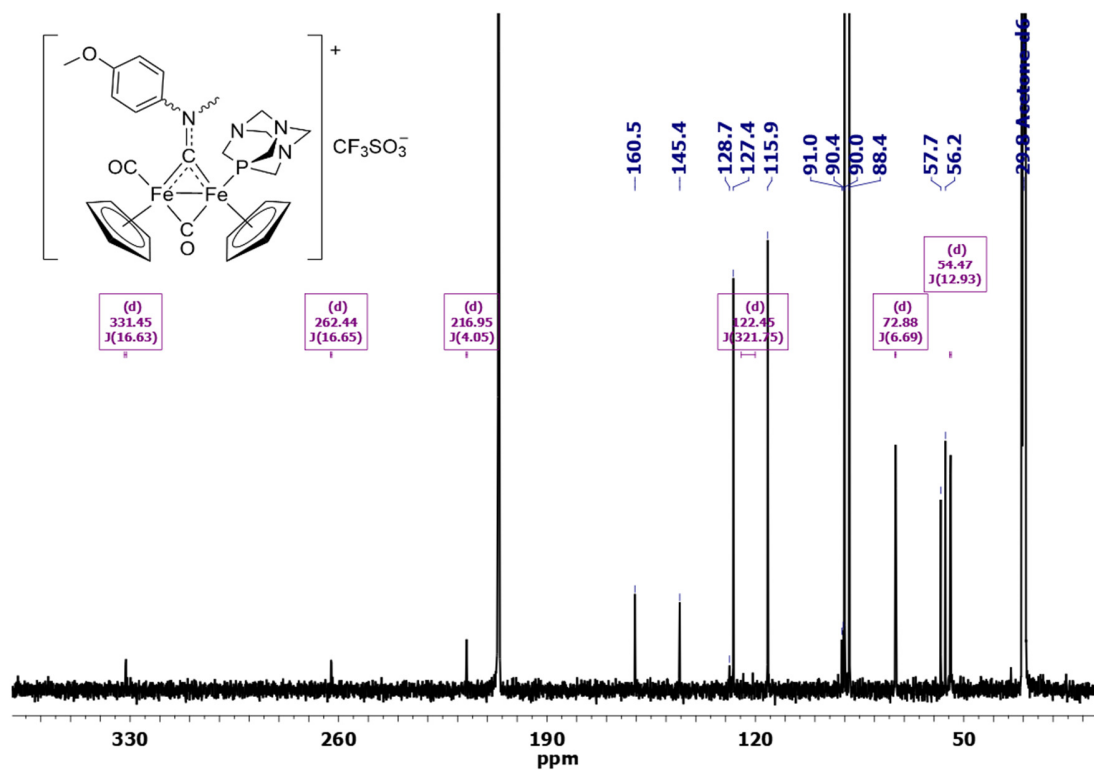 +
O
N
C
N
N
N
P
OC
Fe
Fe
C
O
CF₃SO₃⁻
160.5
145.4
128.7
127.4
115.9
91.0
90.4
90.0
88.4
57.7
56.2
29.8 Acetone-d6
(d)
54.47
J(12.93)
(d)
331.45
J(16.63)
(d)
262.44
J(16.65)
(d)
216.95
J(4.05)
(d)
122.45
J(321.75)
(d)
72.88
J(6.69)
330
260
190
120
50
ppm